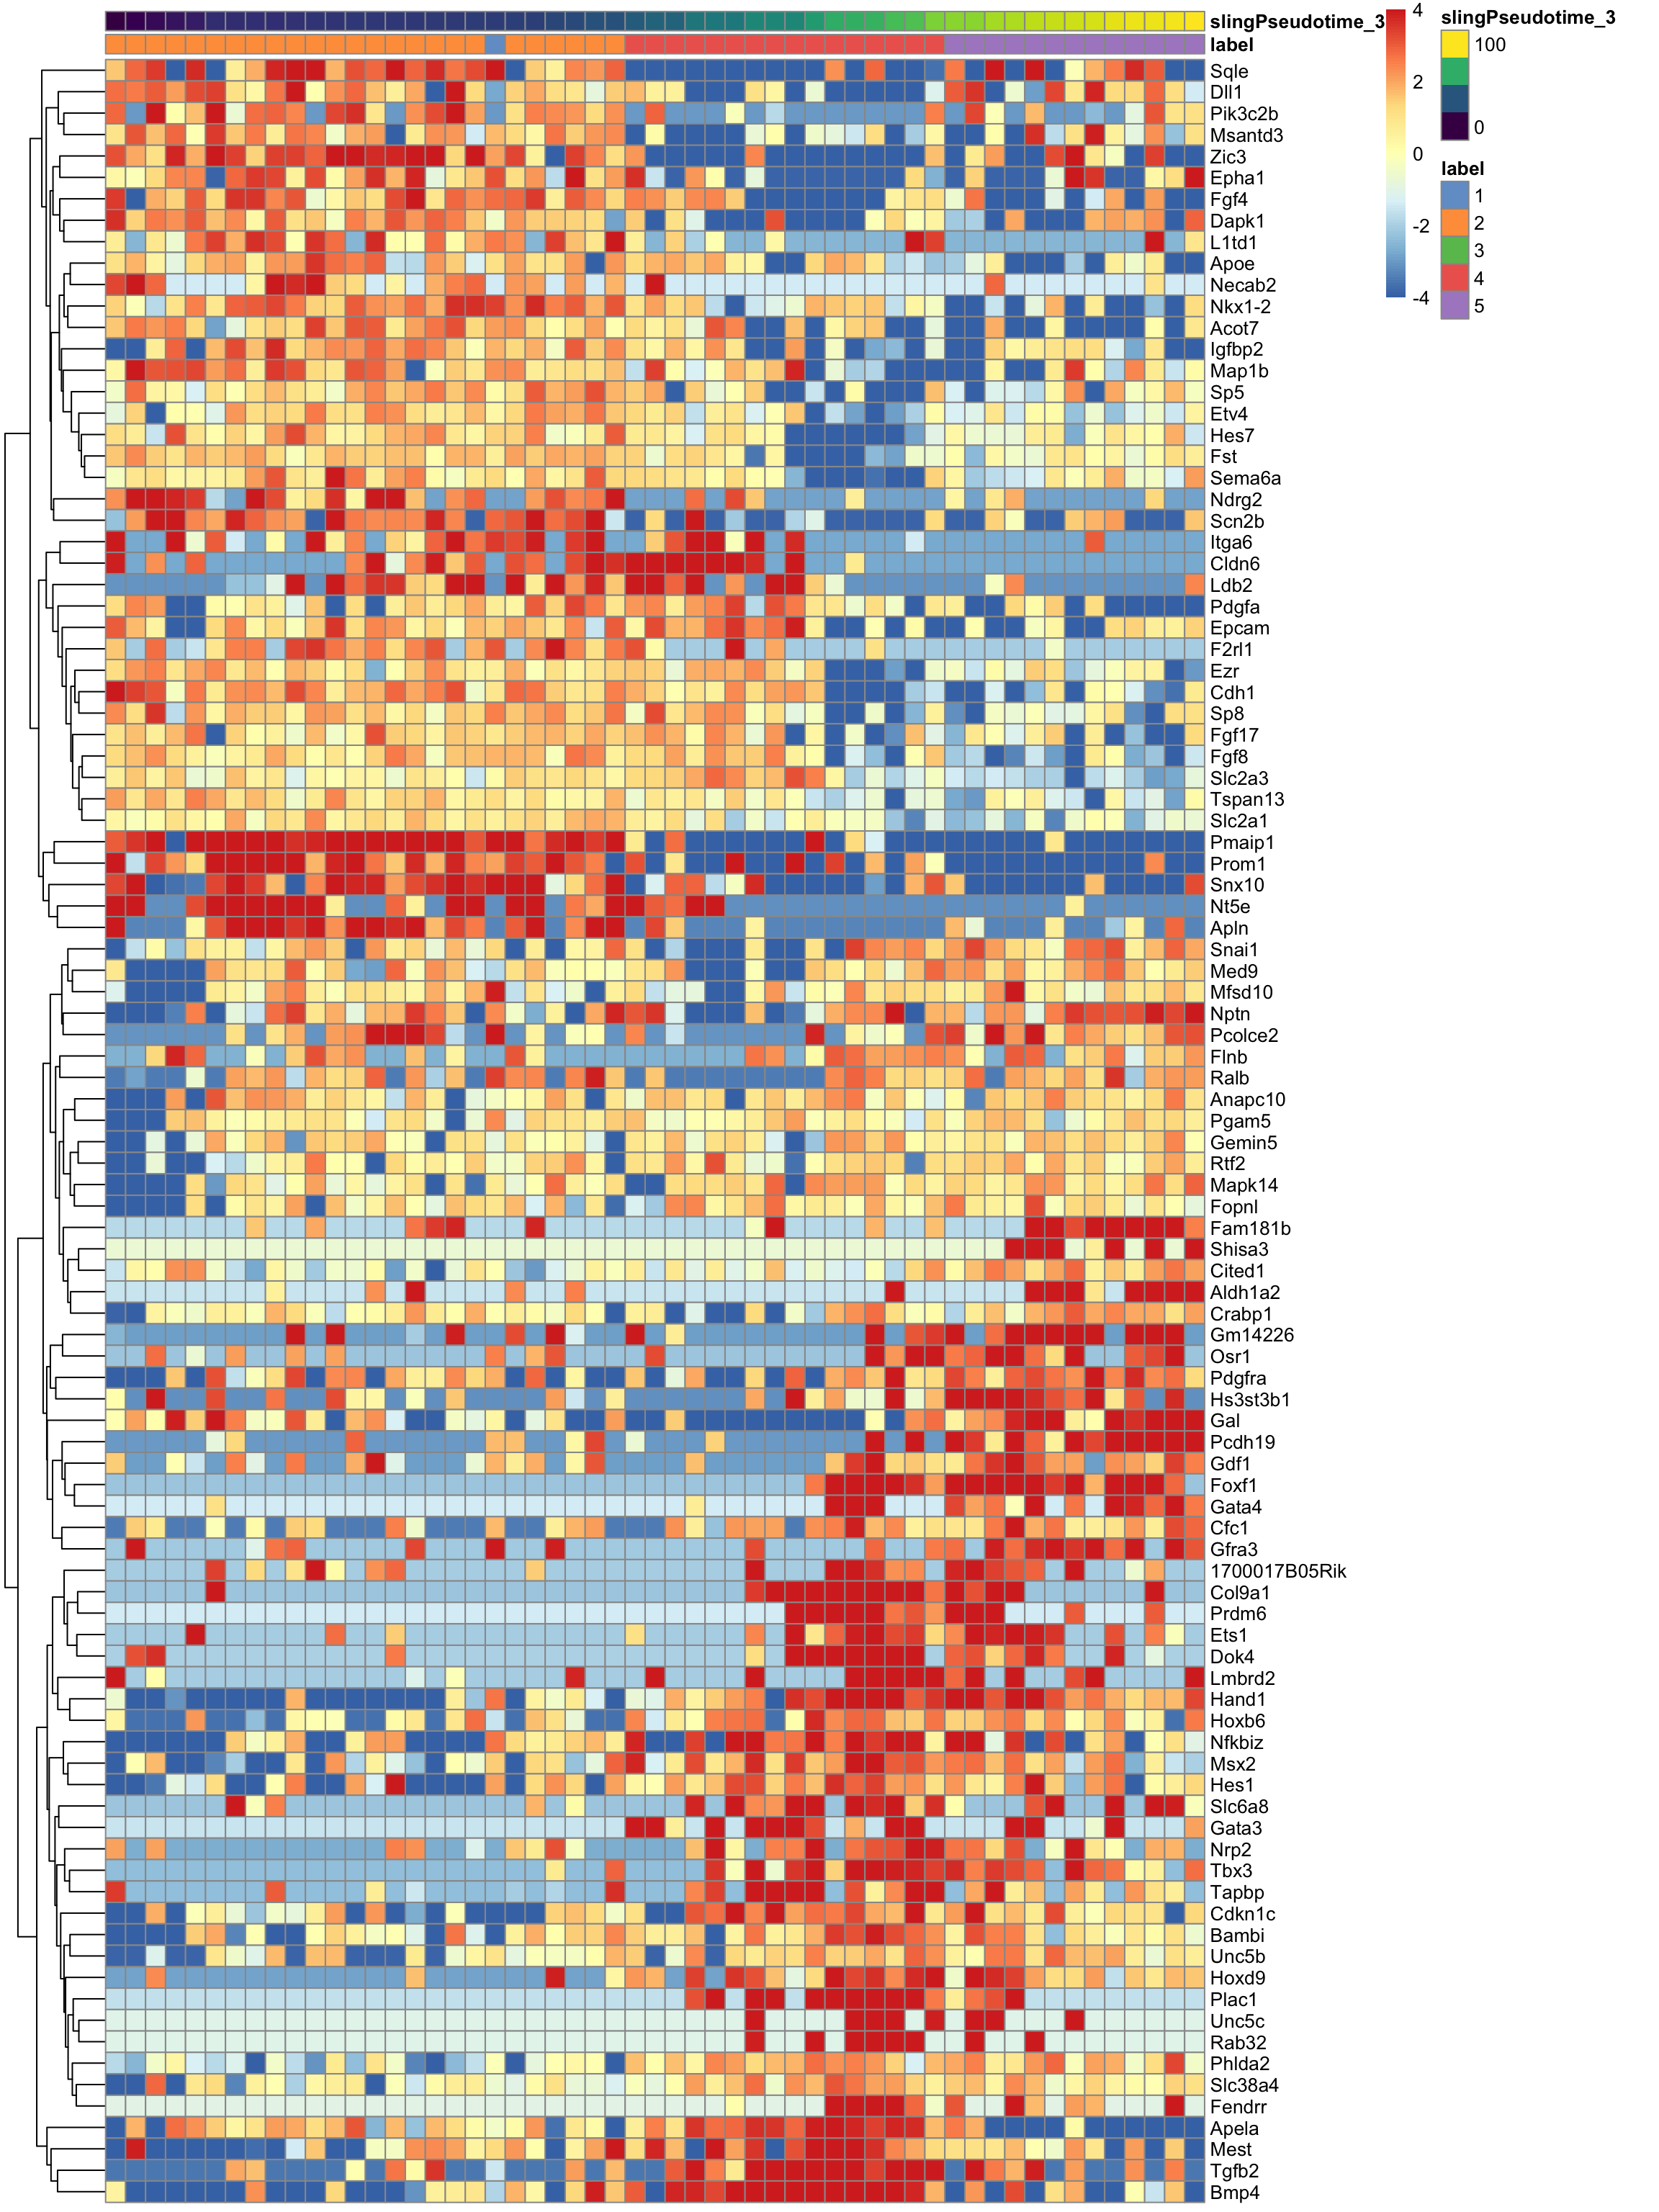 slingPseudotime_3
label
Sqle
Dll1
Pik3c2b
Msantd3
Zic3
Epha1
Fgf4
Dapk1
L1td1
Apoe
Necab2
Nkx1-2
Acot7
Igfbp2
Map1b
Sp5
Etv4
Hes7
Fst
Sema6a
Ndrg2
Scn2b
Itga6
Cldn6
Ldb2
Pdgfa
Epcam
F2rl1
Ezr
Cdh1
Sp8
Fgf17
Fgf8
Slc2a3
Tspan13
Slc2a1
Pmaip1
Prom1
Snx10
Nt5e
Apln
Snai1
Med9
Mfsd10
Nptn
Pcolce2
Flnb
Ralb
Anapc10
Pgam5
Gemin5
Rtf2
Mapk14
Fopnl
Fam181b
Shisa3
Cited1
Aldh1a2
Crabp1
Gm14226
Osr1
Pdgfra
Hs3st3b1
Gal
Pcdh19
Gdf1
Foxf1
Gata4
Cfc1
Gfra3
1700017B05Rik
Col9a1
Prdm6
Ets1
Dok4
Lmbrd2
Hand1
Hoxb6
Nfkbiz
Msx2
Hes1
Slc6a8
Gata3
Nrp2
Tbx3
Tapbp
Cdkn1c
Bambi
Unc5b
Hoxd9
Plac1
Unc5c
Rab32
Phlda2
Slc38a4
Fendrr
Apela
Mest
Tgfb2
Bmp4
4
2
0
-2
-4
slingPseudotime_3
100
0
label
1
2
3
4
5